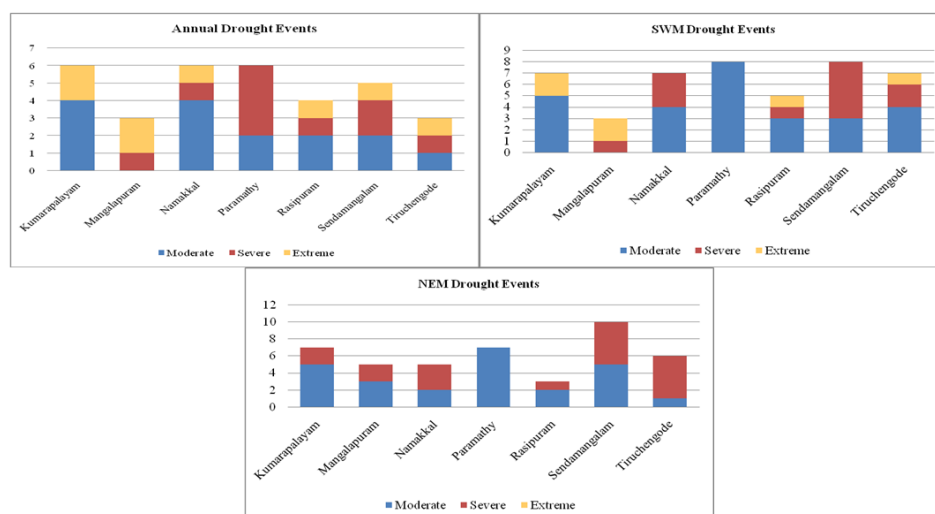 Annual Drought Events
7
6
5
4
3
2
1
0
Kumarapalayam
Mangalapuram
Namakkal
Paramathy
Rasipuram
Sendamangalam
Tiruchengode
Moderate Severe Extreme
SWM Drought Events
9
8
7
6
5
4
3
2
1
0
Kumarapalayam
Mangalapuram
Namakkal
Paramathy
Rasipuram
Sendamangalam
Tiruchengode
Moderate Severe Extreme
NEM Drought Events
12
10
8
6
4
2
0
Kumarapalayam
Mangalapuram
Namakkal
Paramathy
Rasipuram
Sendamangalam
Tiruchengode
Moderate Severe Extreme